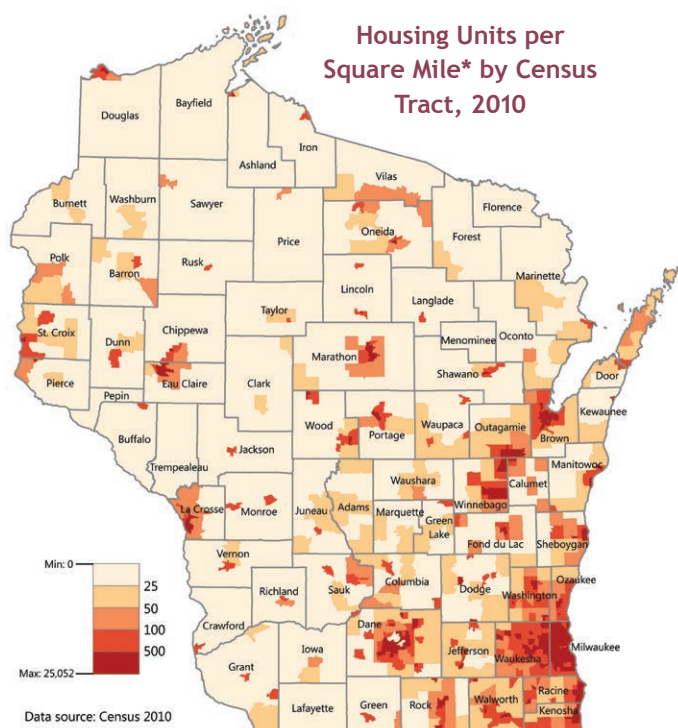 Housing Units per
Square Mile* by Census
Tract, 2010
Douglas
Bayfield
Iron
Ashland
Vilas
Burnett
Washburn
Sawyer
Florence
Price
Oneida
Forest
Polk
Rusk
Barron
Marinette
Lincoln
Langlade
Taylor
St. Croix
Chippewa
Dunn
Menominee
Oconto
Marathon
Pierce
Eau Claire
Clark
Shawano
Door
Pepin
Kewaunee
Buffalo
Wood
Portage
Waupaca
Outagamie
Brown
Jackson
Trempealeau
Manitowoc
Waushara
Calumet
La Crosse
Monroe
Juneau
Adams
Marquette
Winnebago
Green
Lake
Fond du Lac
Sheboygan
Vernon
Min: 0
25
50
100
500
Max: 25,052
Richland
Sauk
Columbia
Dodge
Washington
Ozaukee
Crawford
Dane
Iowa
Jefferson
Waukesha
Milwaukee
Grant
Lafayette
Green
Rock
Walworth
Racine
Kenosha
Data source: Census 2010